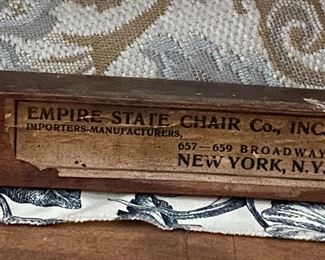 EMPIRE STATE CHAIR Co., INC
IMPORTERS-MANUFACTURERS,
657—659 BROADWAY
NEW YORK, N.Y.